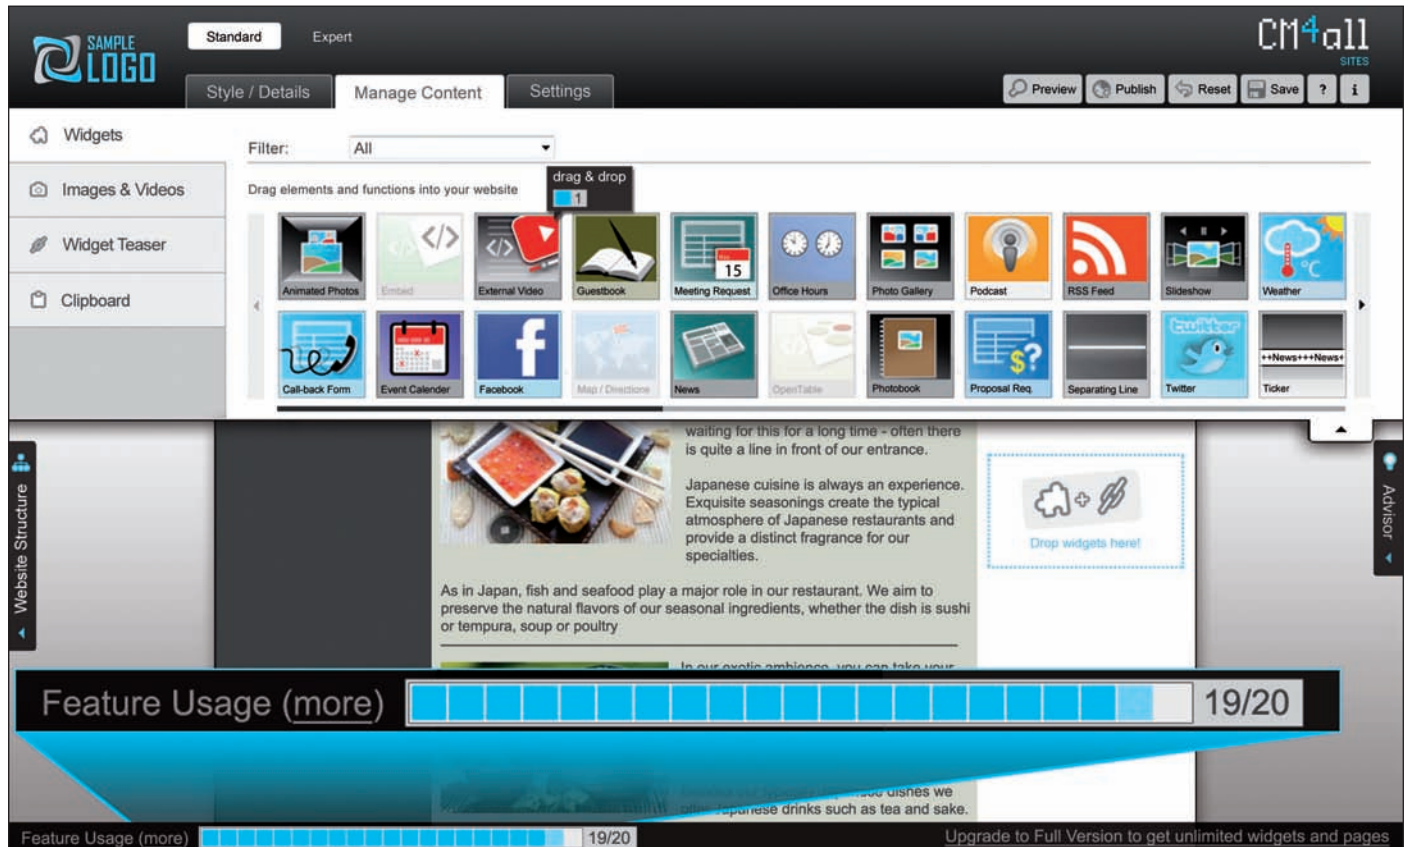 SAMPLE
LOGO
Standard
Expert
CM4all
SITES
Style / Details
Manage Content
Settings
Preview
Publish
Reset
Save
?
i
Widgets
Images & Videos
Widget Teaser
Clipboard
Filter:
All
Drag elements and functions into your website
drag & drop
1
15
°C
Animated Photos
Embed
External Video
Guestbook
Meeting Request
Office Hours
Photo Gallery
Podcast
RSS Feed
Slideshow
Weather
twitter
++News+++News+
Call-back Form
Event Calender
Facebook
Map / Directions
News
OpenTable
Photobook
Proposal Req.
Separating Line
Twitter
Ticker
Website Structure
Advisor
waiting for this for a long time - often there
is quite a line in front of our entrance.
Japanese cuisine is always an experience.
Exquisite seasonings create the typical
atmosphere of Japanese restaurants and
provide a distinct fragrance for our
specialties.
Drop widgets here!
As in Japan, fish and seafood play a major role in our restaurant. We aim to
preserve the natural flavors of our seasonal ingredients, whether the dish is sushi
or tempura, soup or poultry
In our exotic ambience, you can take your
Feature Usage (more)
19/20
dishes we
Japanese drinks such as tea and sake.
Feature Usage (more)
19/20
Upgrade to Full Version to get unlimited widgets and pages